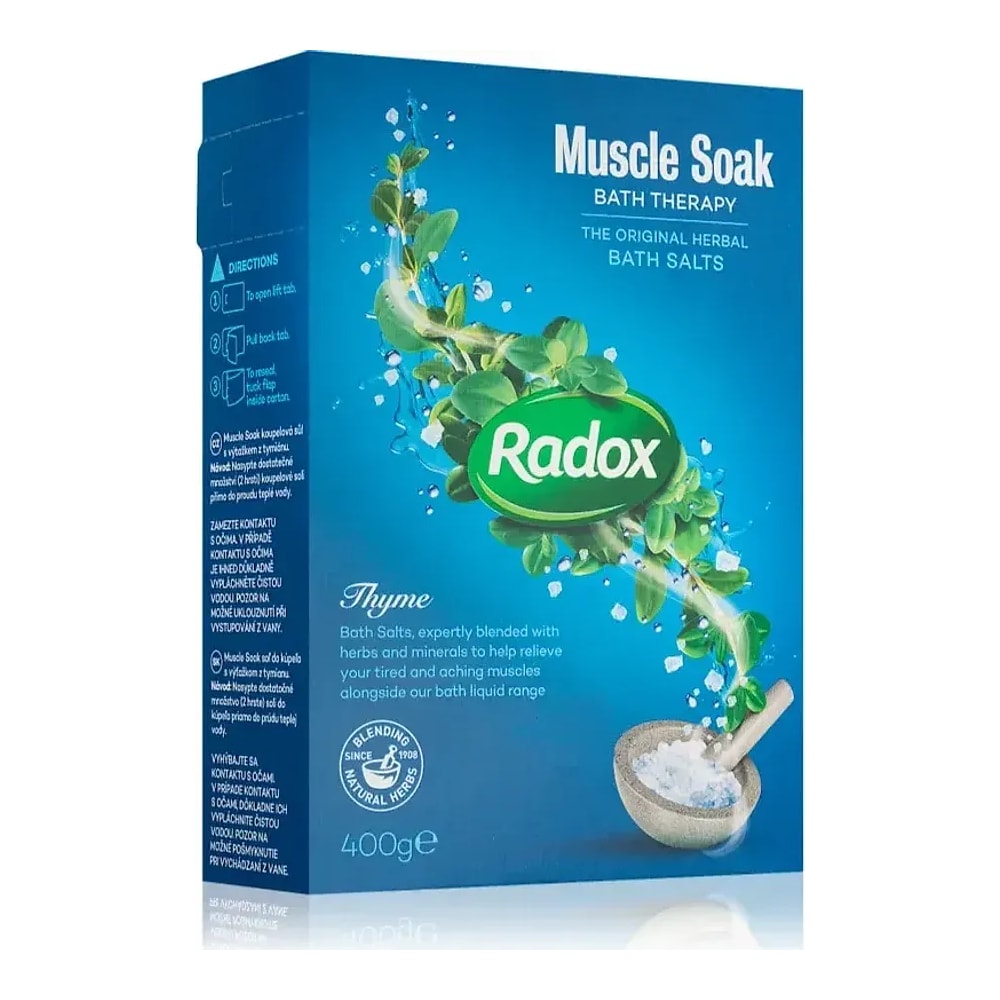 Muscle Soak
BATH THERAPY
THE ORIGINAL HERBAL
BATH SALTS
Radox
Thyme
Bath Salts, expertly blended with
herbs and minerals to help relieve
your tired and aching muscles
alongside our bath liquid range
BLENDING
SINCE 1908
NATURAL HERBS
400g℮
DIRECTIONS
1 To open lift tab.
2 Pull back tab.
3 To reseal,
tuck flap
inside carton.
CZ Muscle Soak koupelová sůl
s výtažkem z tymiánu.
Návod: Nasypte dostatečné
množství (2 hrsti) koupelové soli
přímo do proudu teplé vody.
ZAMEZTE KONTAKTU
S OČIMA. V PŘÍPADĚ
KONTAKTU S OČIMA
JE IHNED DŮKLADNĚ
VYPLÁCHNĚTE ČISTOU
VODOU. POZOR NA
MOŽNÉ UKLOUZNUTÍ PŘI
VYSTUPOVÁNÍ Z VANY.
SK Muscle Soak soľ do kúpeľa
s výťažkom z tymianu.
Návod: Nasypte dostatočné
množstvo (2 hrste) soli do
kúpeľa priamo do prúdu teplej
vody.
VYHÝBAJTE SA
KONTAKTU S OČAMI.
V PRÍPADE KONTAKTU
S OČAMI, DÔKLADNE ICH
VYPLÁCHNITE ČISTOU
VODOU. POZOR NA
MOŽNÉ POŠMYKNUTIE
PRI VYCHÁDZANÍ Z VANE.